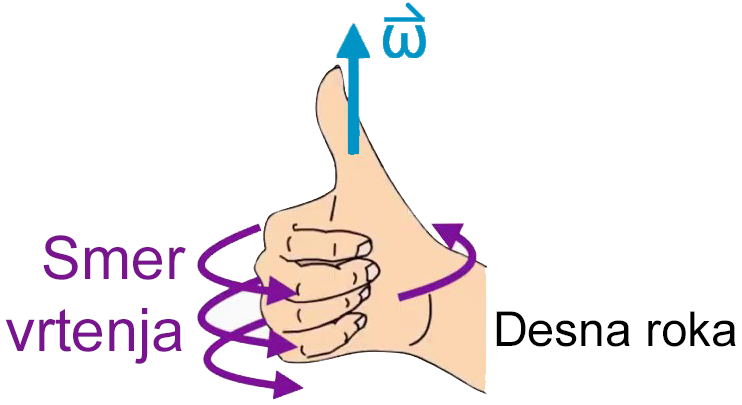 ω⃗
Smer
vrtenja
Desna roka